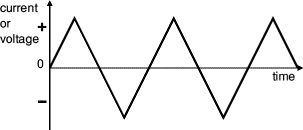 current
or
voltage
+
0
−
time